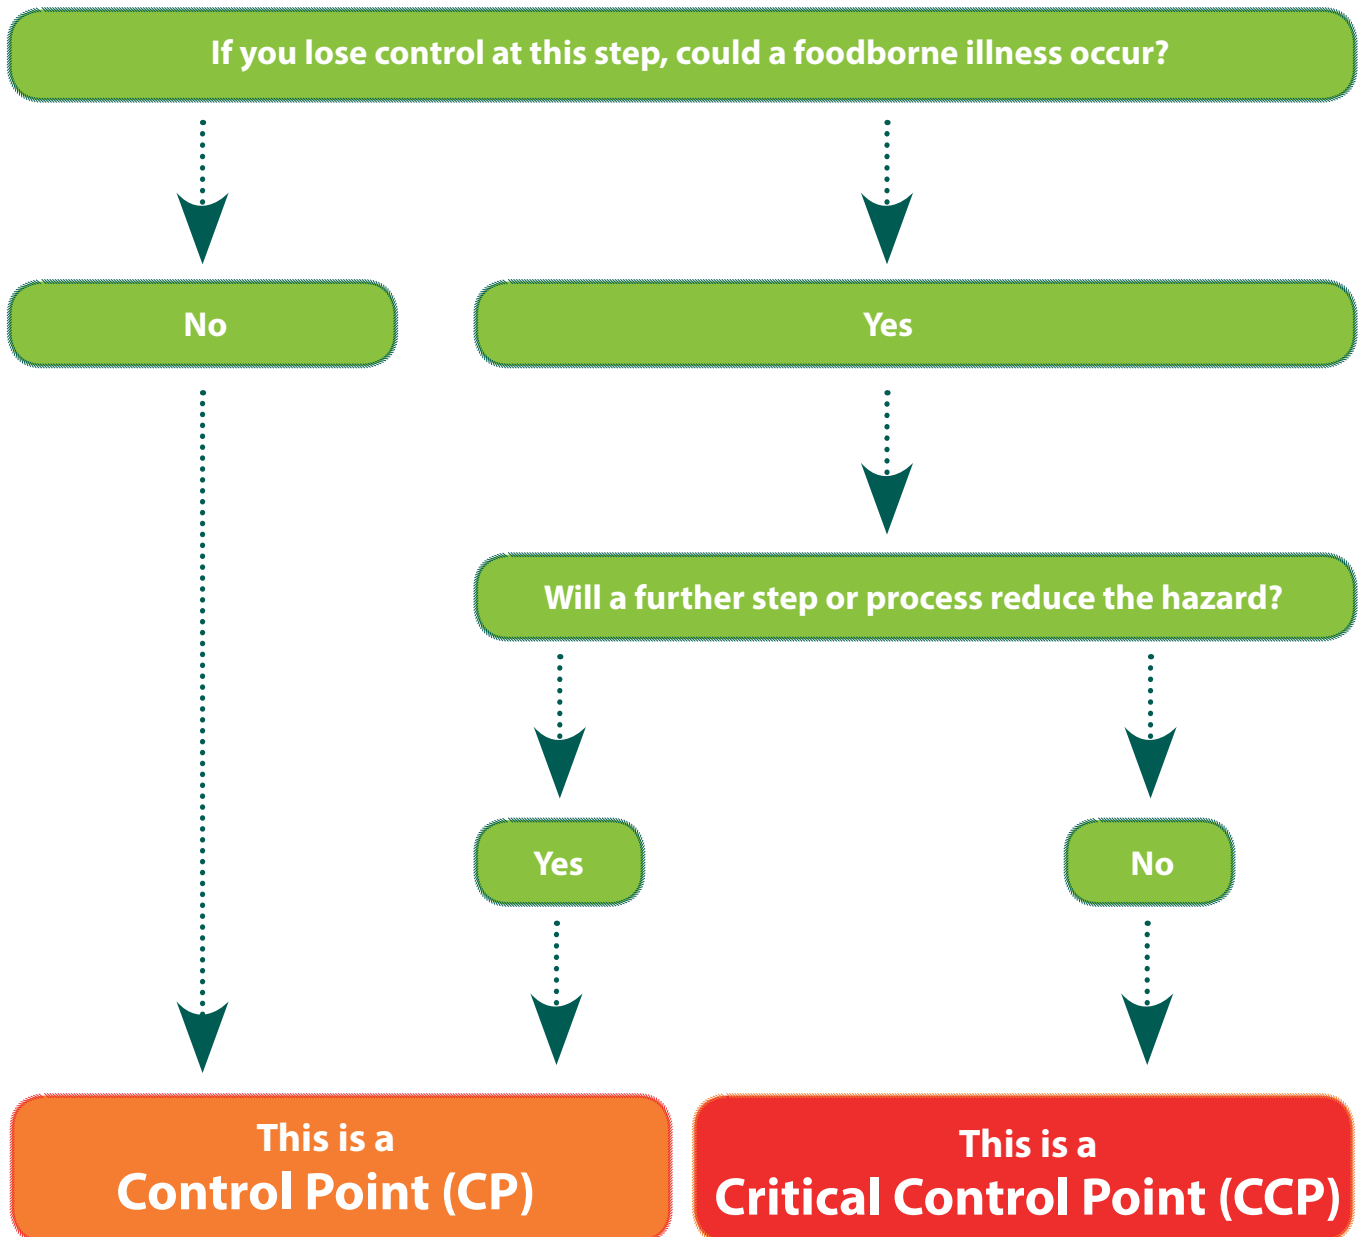 If you lose control at this step, could a foodborne illness occur?
No
Yes
Will a further step or process reduce the hazard?
Yes
No
This is a
Control Point (CP)
This is a
Critical Control Point (CCP)